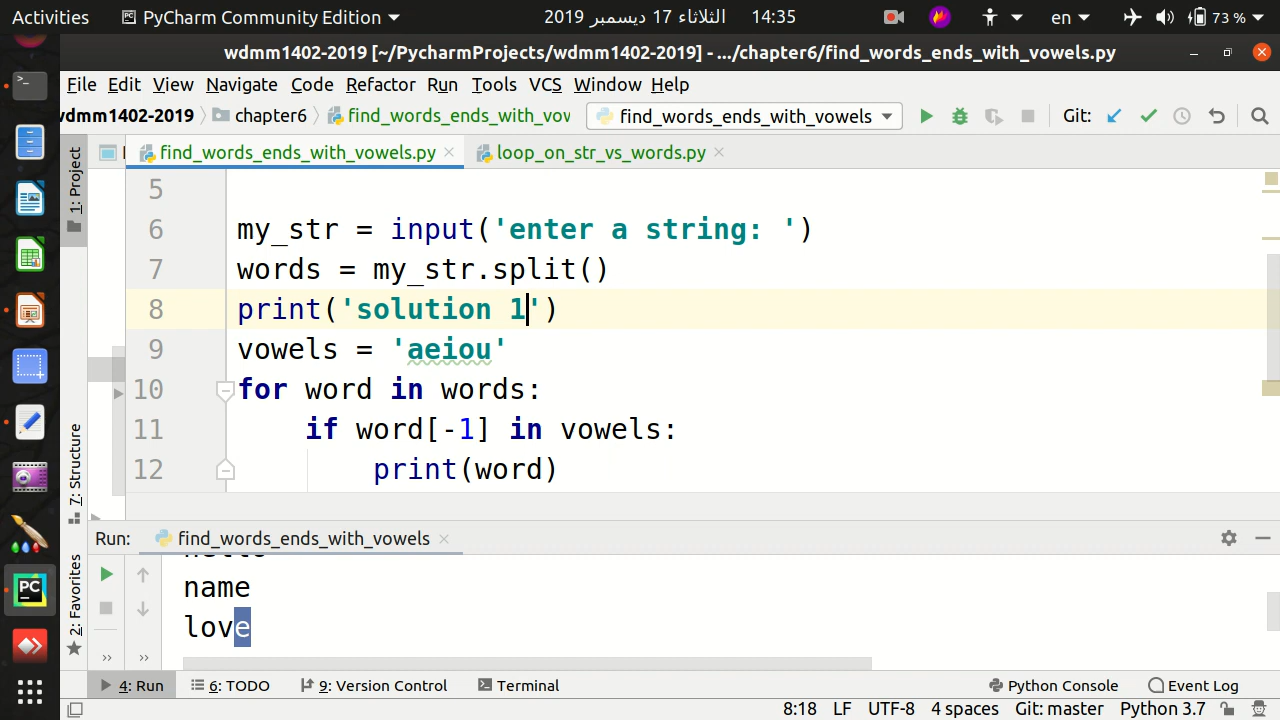 Activities PyCharm Community Edition 14:35 2019 الثلاثاء 17 ديسمبر en 73 %
wdmm1402-2019 [~/PycharmProjects/wdmm1402-2019] - .../chapter6/find_words_ends_with_vowels.py
File Edit View Navigate Code Refactor Run Tools VCS Window Help
wdmm1402-2019 chapter6 find_words_ends_with_vov find_words_ends_with_vowels Git:
1: Project
find_words_ends_with_vowels.py loop_on_str_vs_words.py
5
6 my_str = input('enter a string: ')
7 words = my_str.split()
8 print('solution 1')
9 vowels = 'aeiou'
10 for word in words:
11 if word[-1] in vowels:
12 print(word)
7: Structure
2: Favorites
Run: find_words_ends_with_vowels
name
love
4: Run 6: TODO 9: Version Control Terminal Python Console Event Log
8:18 LF UTF-8 4 spaces Git: master Python 3.7